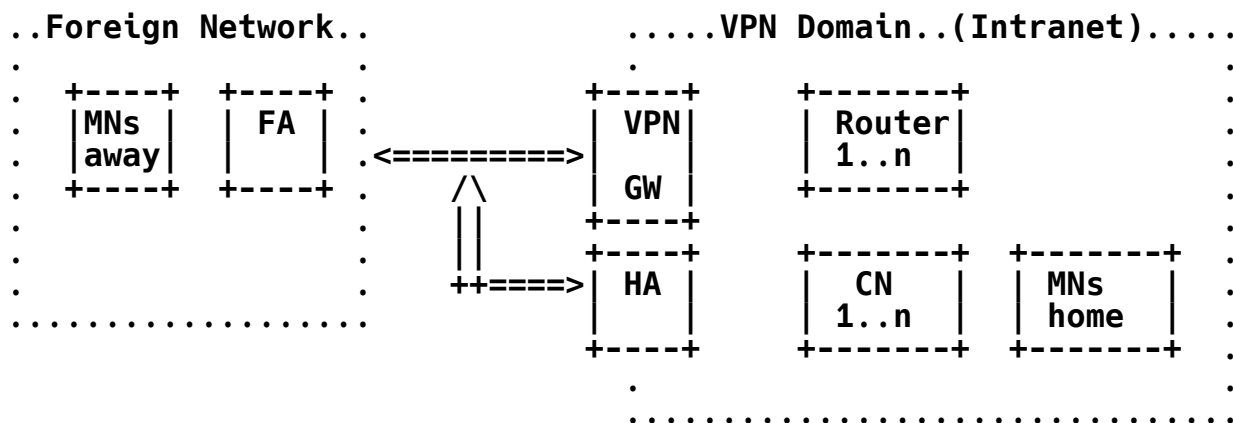 ..Foreign Network..             .....VPN Domain..(Intranet).....
.                 .             .                              .
.  +----+  +----+ .           +----+     +-------+             .
.  |MNs |  | FA | .           | VPN|     | Router|             .
.  |away|  |    | .<=========>|    |     | 1..n  |             .
.  +----+  +----+ .    /\     | GW |     +-------+             .
.                 .    ||     +----+                           .
.                 .    ||     +----+     +-------+  +-------+  .
.                 .    ++====>| HA |     |  CN   |  | MNs   |  .
...................           |    |     | 1..n  |  | home  |  .
                              +----+     +-------+  +-------+  .
                                .                              .
                                ................................